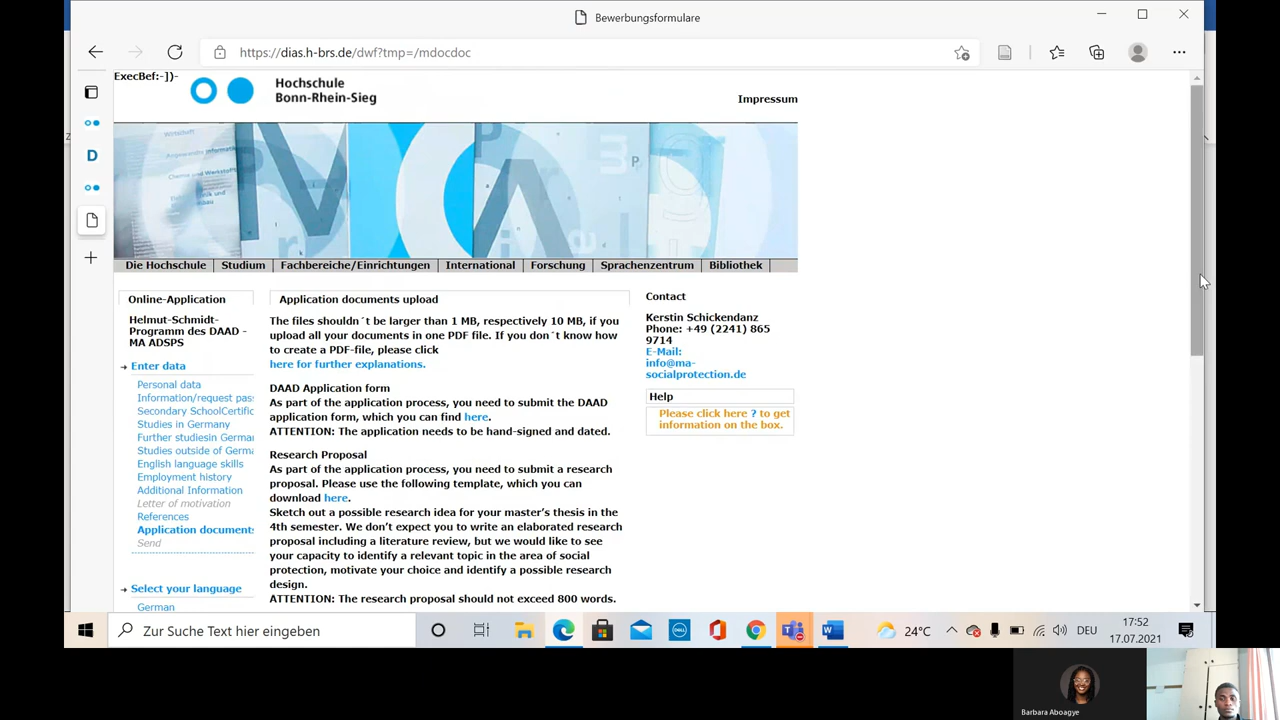 Bewerbungsformulare
https://dias.h-brs.de/dwf?tmp=/mdocdoc
ExecBef:-])-
Hochschule
Bonn-Rhein-Sieg
Impressum
Die Hochschule
Studium
Fachbereiche/Einrichtungen
International
Forschung
Sprachenzentrum
Bibliothek
Online-Application
Helmut-Schmidt-
Programm des DAAD -
MA ADSPS
Enter data
Personal data
Information/request pas
Secondary SchoolCertific
Studies in Germany
Further studiesin Germar
Studies outside of Germa
English language skills
Employment history
Additional Information
Letter of motivation
References
Application documents
Send
Select your language
German
Application documents upload
The files shouldn´t be larger than 1 MB, respectively 10 MB, if you
upload all your documents in one PDF file. If you don´t know how
to create a PDF-file, please click
here for further explanations.
DAAD Application form
As part of the application process, you need to submit the DAAD
application form, which you can find here.
ATTENTION: The application needs to be hand-signed and dated.
Research Proposal
As part of the application process, you need to submit a research
proposal. Please use the following template, which you can
download here.
Sketch out a possible research idea for your master's thesis in the
4th semester. We don't expect you to write an elaborated research
proposal including a literature review, but we would like to see
your capacity to identify a relevant topic in the area of social
protection, motivate your choice and identify a possible research
design.
ATTENTION: The research proposal should not exceed 800 words.
Contact
Kerstin Schickendanz
Phone: +49 (2241) 865
9714
E-Mail:
info@ma-
socialprotection.de
Help
Please click here ? to get
information on the box.
Zur Suche Text hier eingeben
24°C
DEU
17:52
17.07.2021
Barbara Aboagye